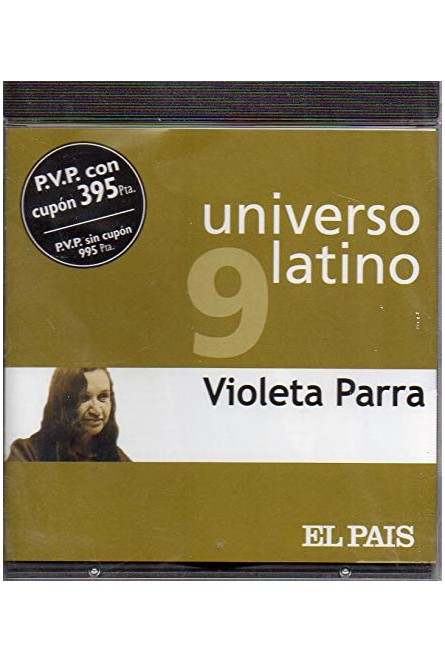 P.V.P. con
cupón 395 Pta.
P.V.P. sin cupón
995 Pta.
universo
latino
9
Violeta Parra
EL PAIS